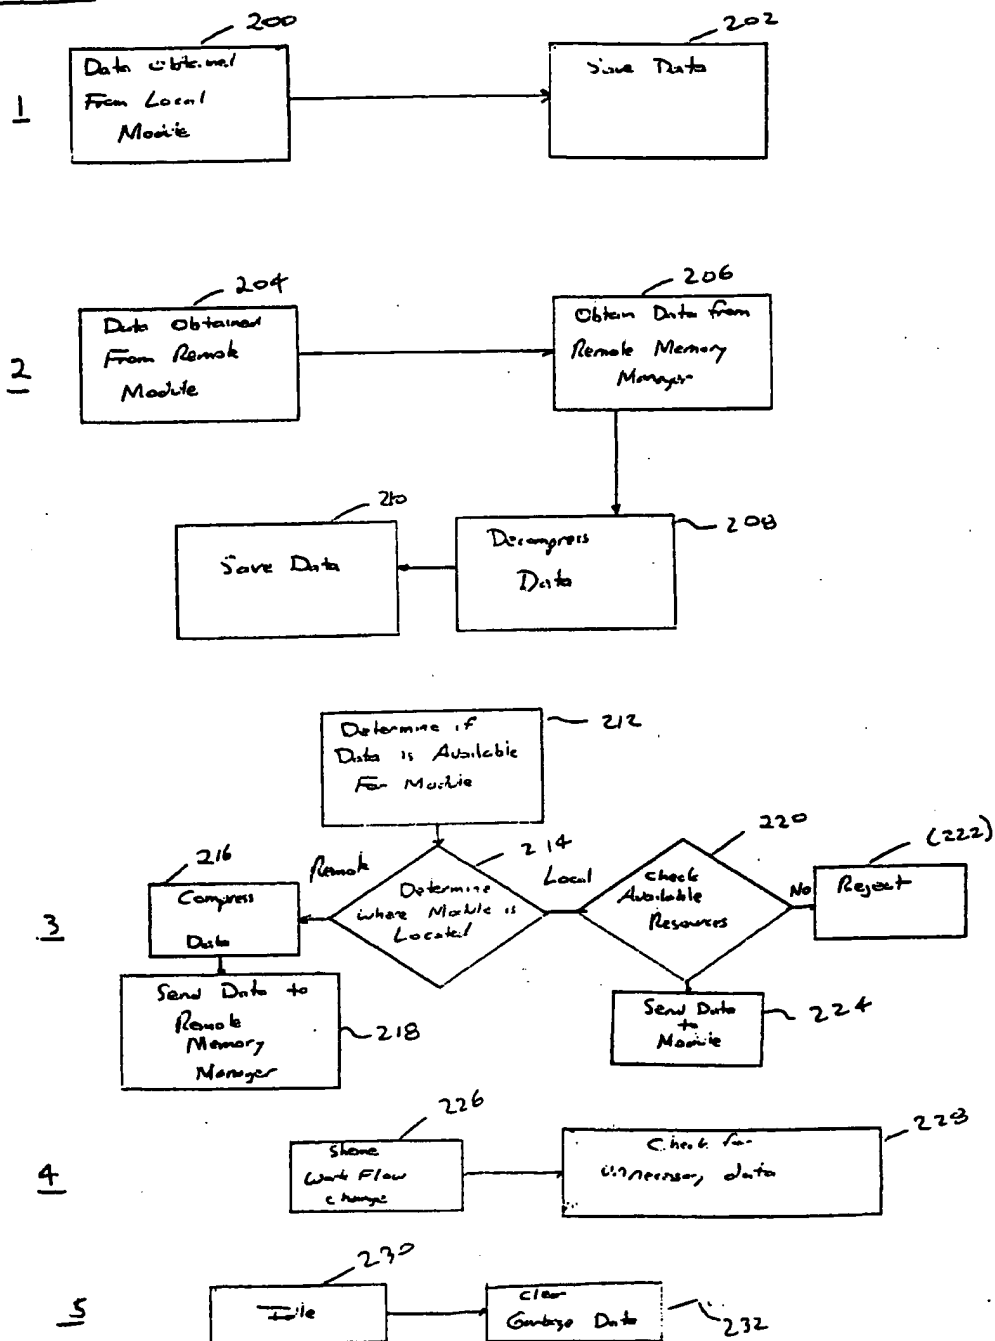 200
202
1
Data obtained
From Local
Module
Save Data
204
206
2
Data Obtained
From Remote
Module
Obtain Data from
Remote Memory
Manager
210
208
Save Data
Decompress
Data
212
Determine if
Data is Available
For Module
3
216
Remote
214
Local
220
(222)
Compress
Data
Determine
where Module is
Located
Check
Available
Resources
No
Reject
Send Data to
Remote
Memory
Manager
218
Send Data
to
Module
224
4
226
228
Work Flow
change
Check for
unnecessary data
5
230
Idle
Clear
Garbage Data
232